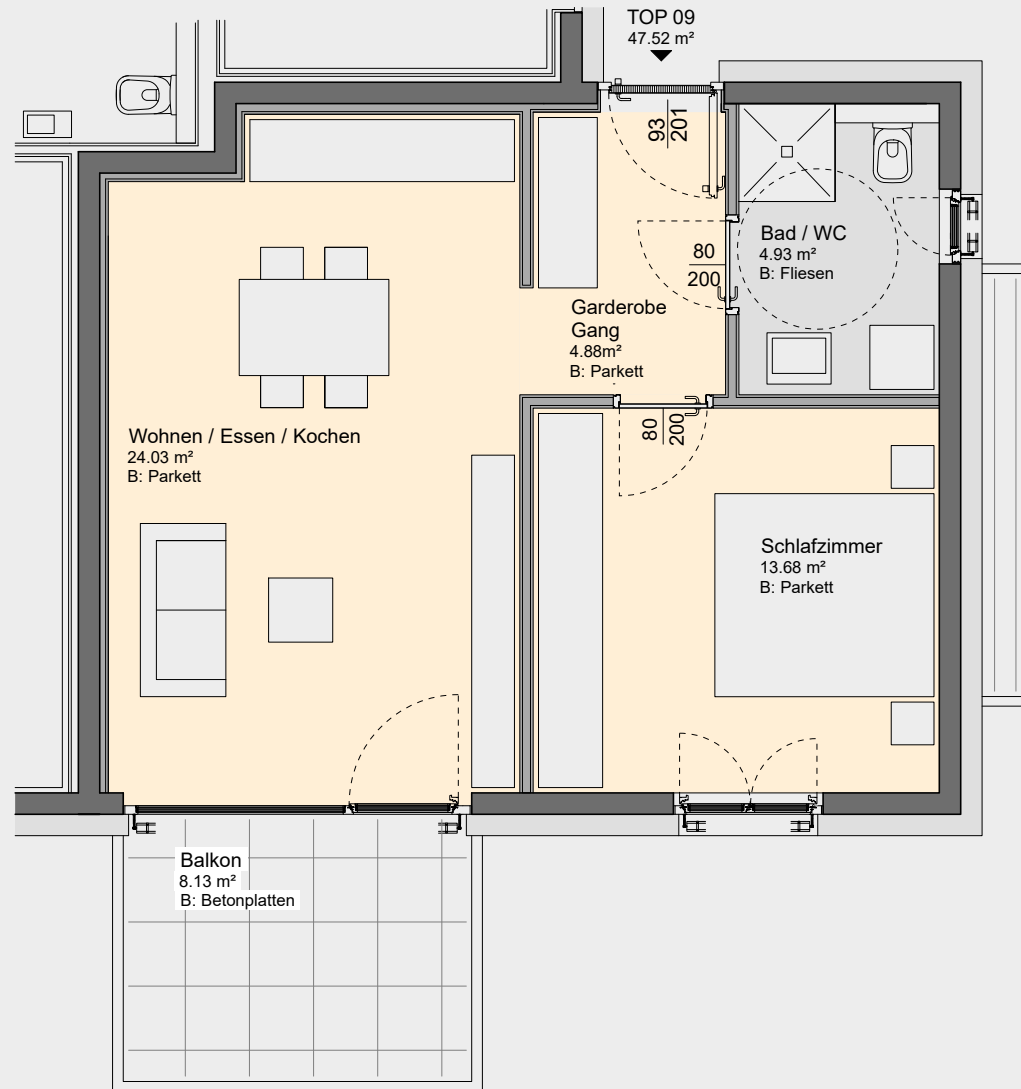 TOP 09
47.52 m²
93
201
Bad / WC
4.93 m²
B: Fliesen
80
200
Garderobe
Gang
4.88m²
B: Parkett
80
200
Wohnen / Essen / Kochen
24.03 m²
B: Parkett
Schlafzimmer
13.68 m²
B: Parkett
Balkon
8.13 m²
B: Betonplatten